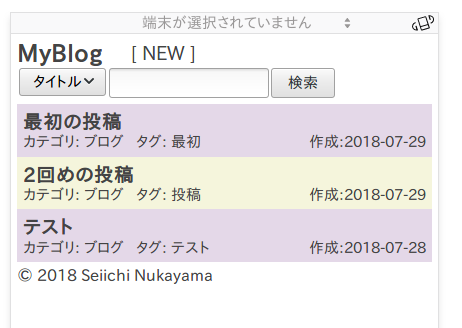 端末が選択されていません
MyBlog [ NEW ]
タイトル 検索
最初の投稿
カテゴリ: ブログ タグ: 最初 作成:2018-07-29
2回めの投稿
カテゴリ: ブログ タグ: 投稿 作成:2018-07-29
テスト
カテゴリ: ブログ タグ: テスト 作成:2018-07-28
© 2018 Seiichi Nukayama